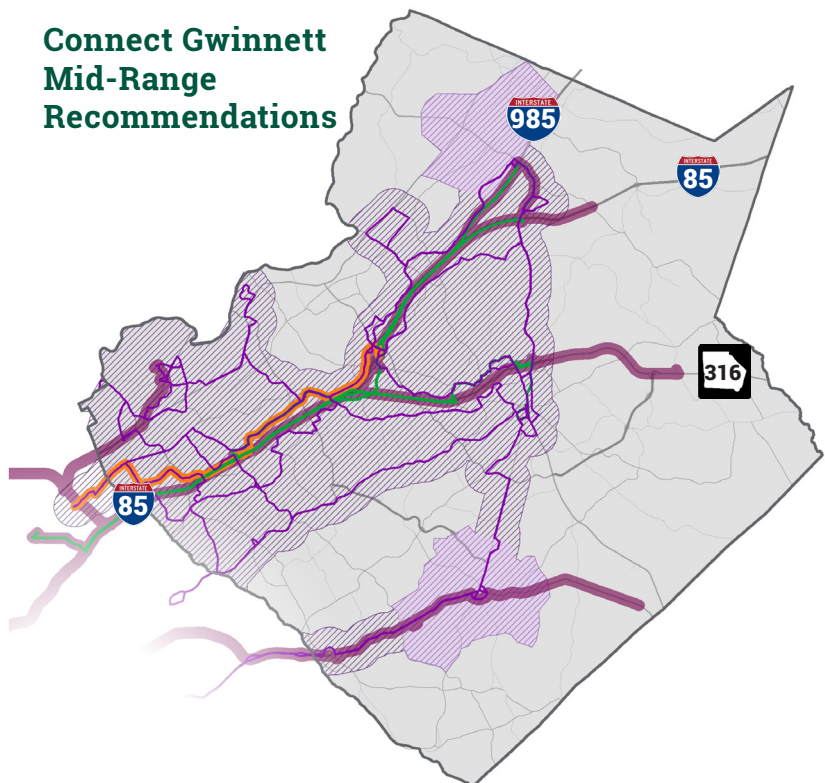 Connect Gwinnett
Mid-Range
Recommendations
INTERSTATE
985
INTERSTATE
85
316
INTERSTATE
85